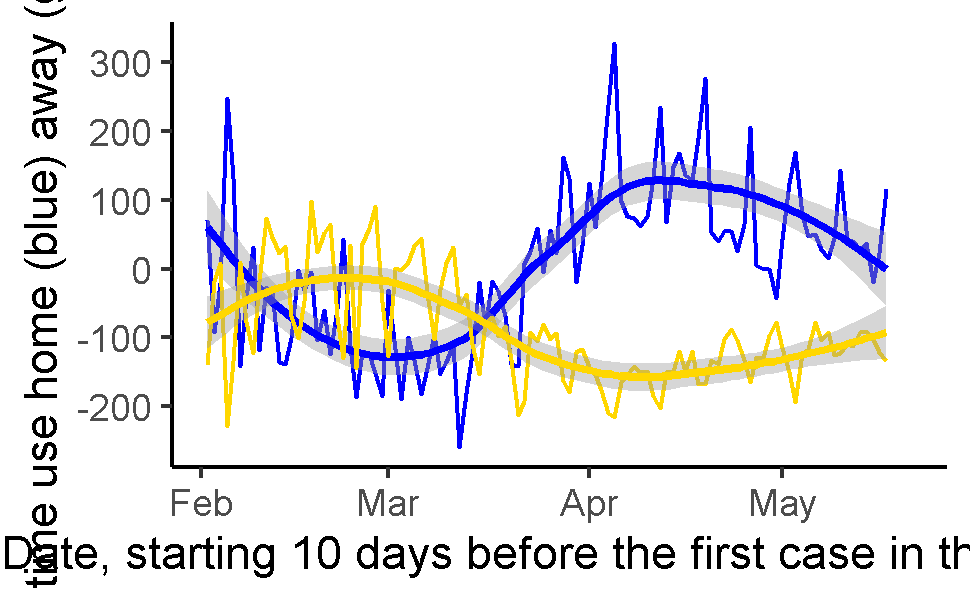 time use home (blue) away (
300
200
100
0
-100
-200
Feb Mar Apr May
Date, starting 10 days before the first case in th